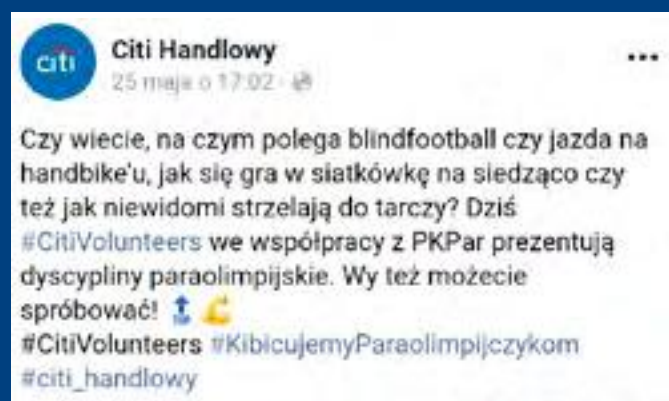 citi
Citi Handlowy
25 maja o 17:02
Czy wiecie, na czym polega blindfootball czy jazda na
handbike'u, jak się gra w siatkówkę na siedząco czy
też jak niewidomi strzelają do tarczy? Dziś
#CitiVolunteers we współpracy z PKPar prezentują
dyscypliny paraolimpijskie. Wy też możecie
spróbować!
#CitiVolunteers #KibicujemyParaolimpijczykom
#citi_handlowy